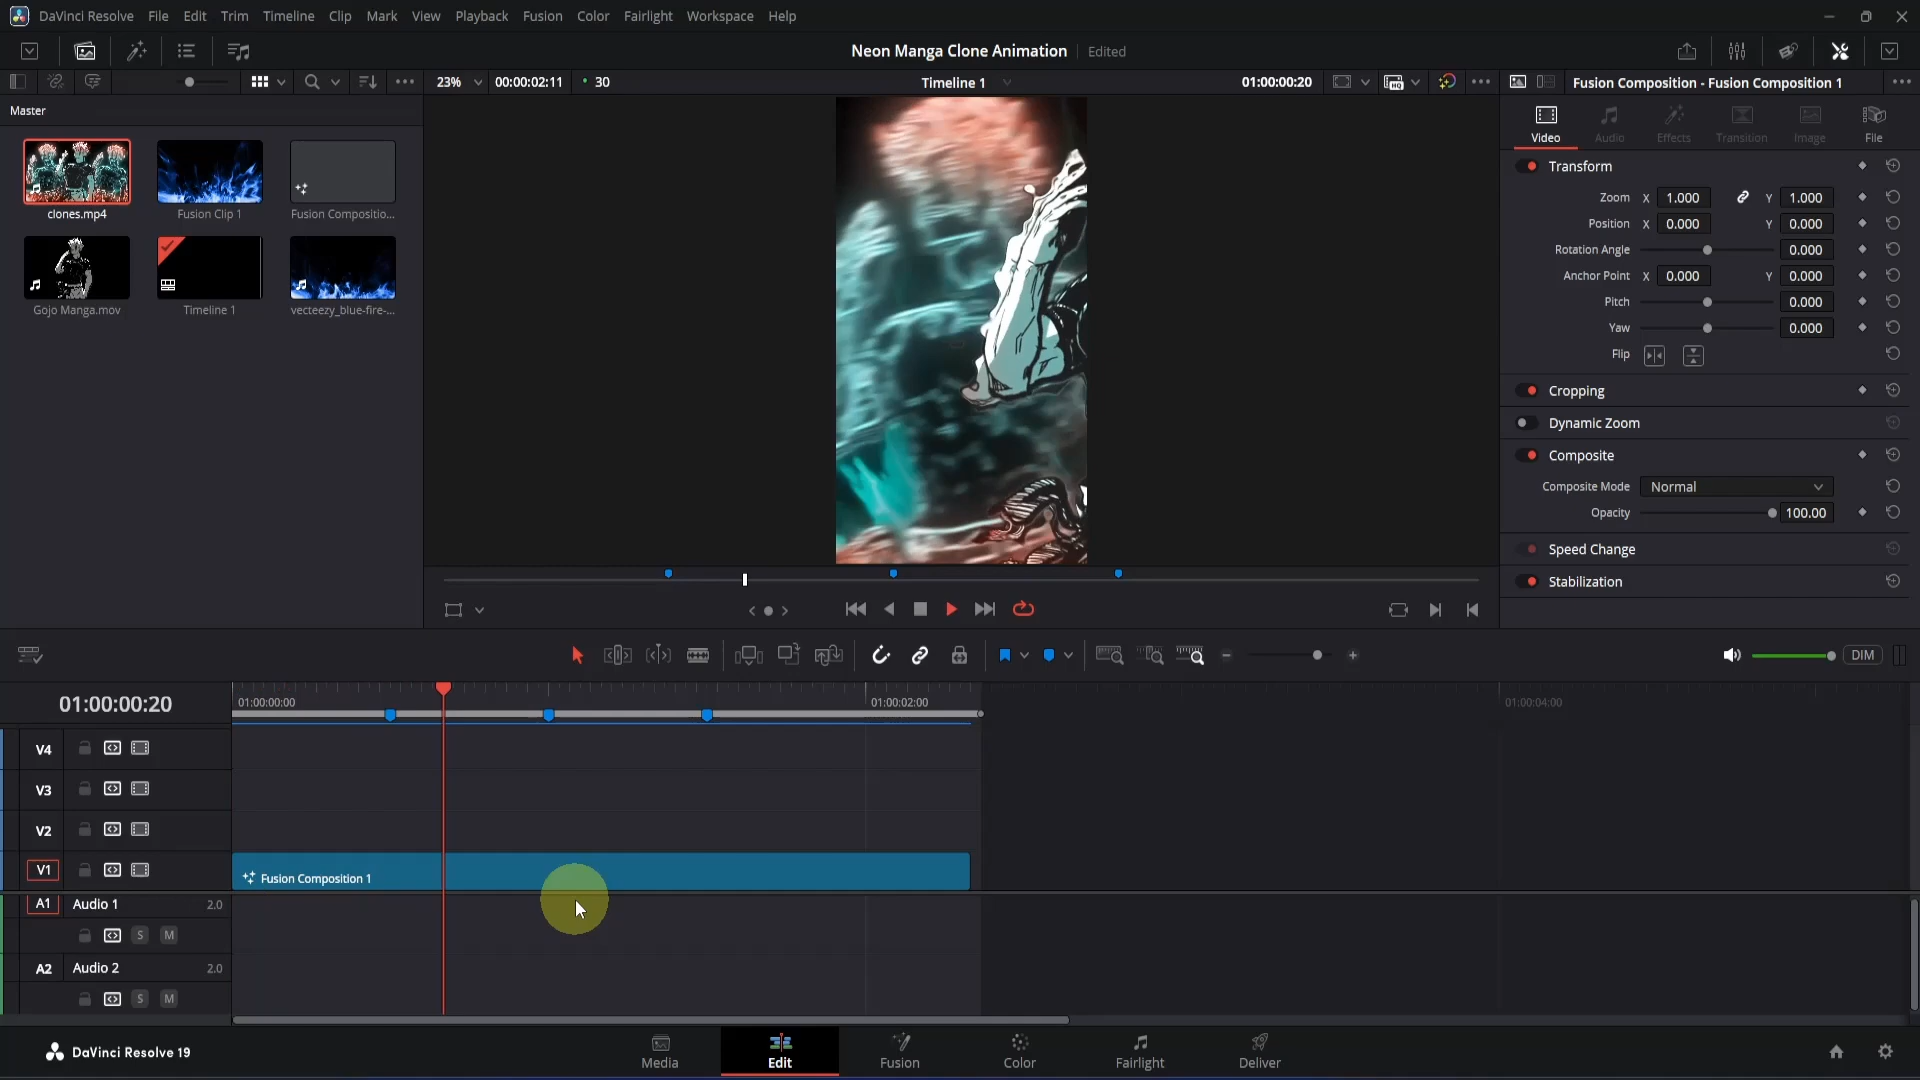 DaVinci Resolve File Edit Trim Timeline Clip Mark View Playback Fusion Color Fairlight Workspace Help
Neon Manga Clone Animation Edited
23% 00:00:02:11 30 Timeline 1 01:00:00:20 Fusion Composition - Fusion Composition 1
Master
Video Audio Effects Transition Image File
clones.mp4 Fusion Clip 1 Fusion Compositio...
Gojo Manga.mov Timeline 1 vecteezy_blue-fire-...
Transform
Zoom X 1.000 Y 1.000
Position X 0.000 Y 0.000
Rotation Angle 0.000
Anchor Point X 0.000 Y 0.000
Pitch 0.000
Yaw 0.000
Flip
Cropping
Dynamic Zoom
Composite
Composite Mode Normal
Opacity 100.00
Speed Change
Stabilization
DIM
01:00:00:20 01:00:00:00 01:00:02:00 01:00:04:00
V4
V3
V2
V1 Fusion Composition 1
A1 Audio 1 2.0
S M
A2 Audio 2 2.0
S M
DaVinci Resolve 19 Media Edit Fusion Color Fairlight Deliver